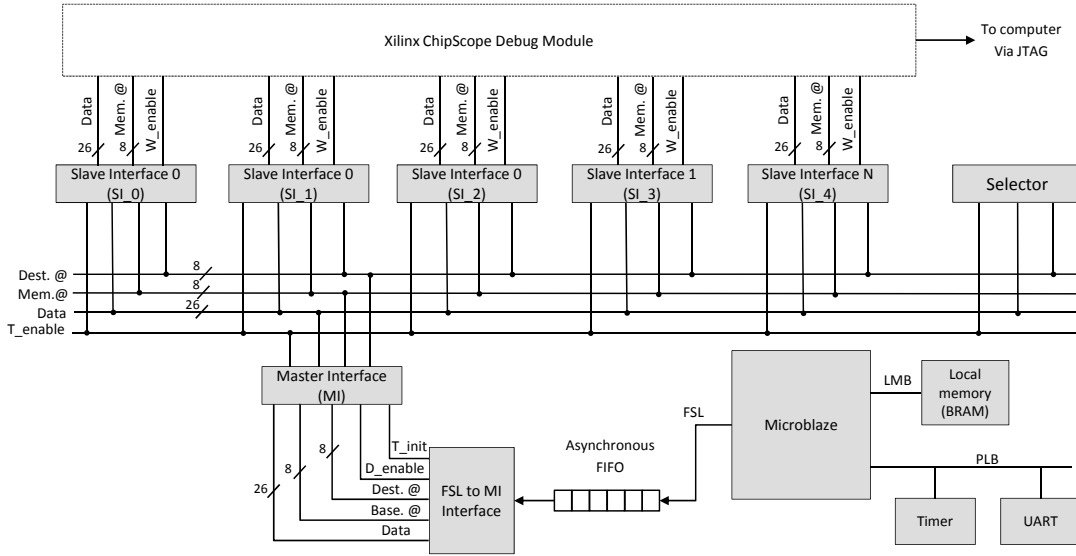 Xilinx ChipScope Debug Module
To computer
Via JTAG
Data
Mem. @
W_enable
26
8
Data
Mem. @
W_enable
26
8
Data
Mem. @
W_enable
26
8
Data
Mem. @
W_enable
26
8
Data
Mem. @
W_enable
26
8
Slave Interface 0
(SI_0)
Slave Interface 0
(SI_1)
Slave Interface 0
(SI_2)
Slave Interface 1
(SI_3)
Slave Interface N
(SI_4)
Selector
Dest. @
8
Mem.@
8
Data
26
T_enable
Master Interface
(MI)
T_init
D_enable
Dest. @
Base. @
Data
8
8
26
FSL to MI
Interface
Asynchronous
FIFO
FSL
Microblaze
LMB
Local
memory
(BRAM)
PLB
Timer
UART